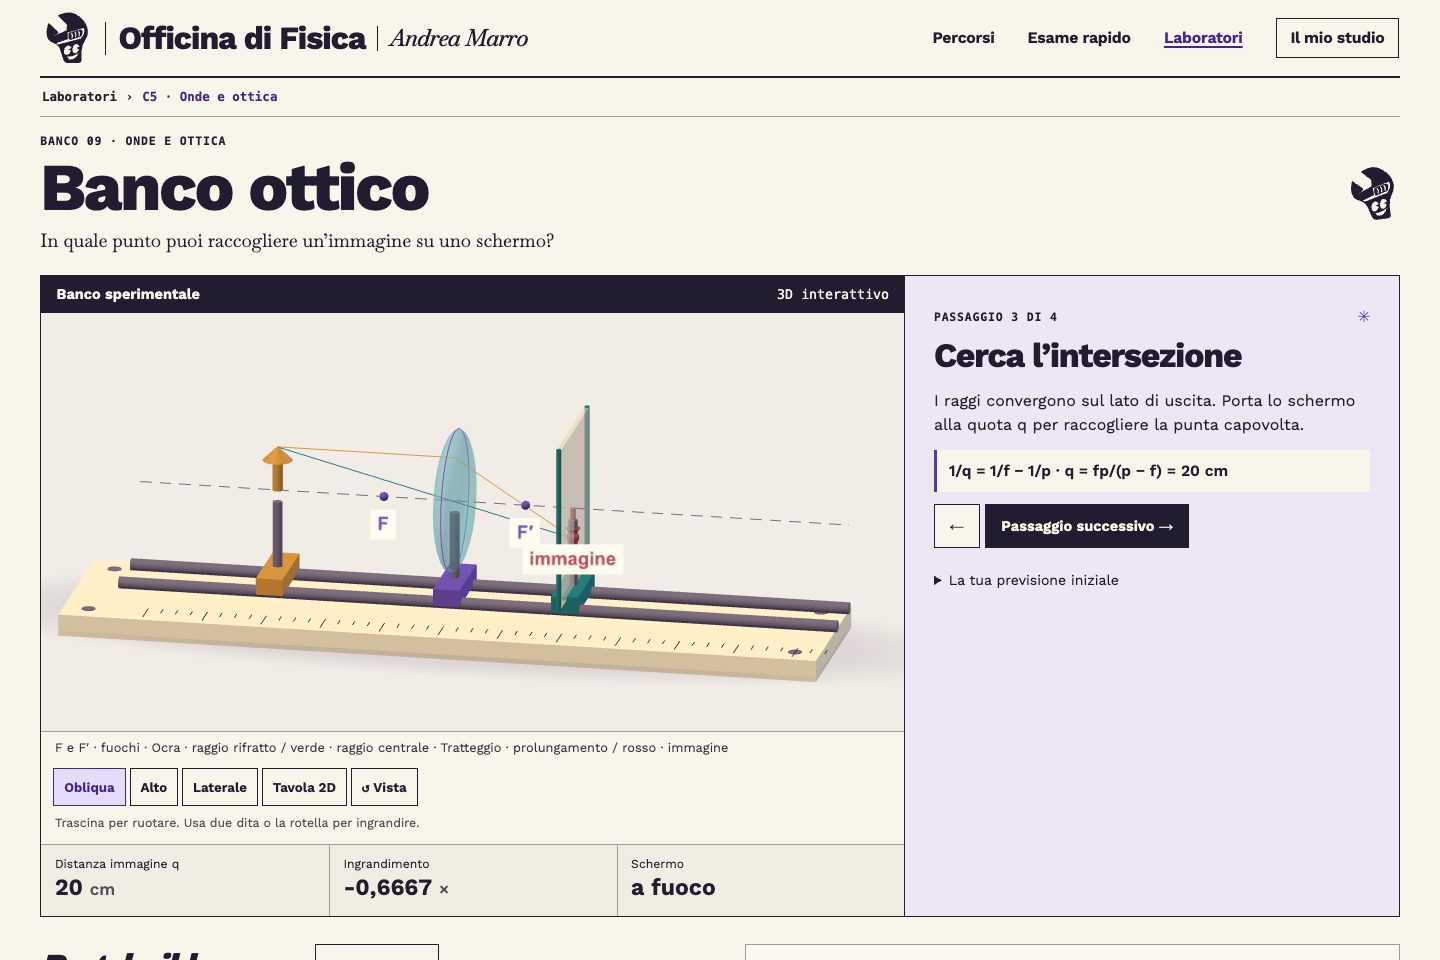 Officina di Fisica
Andrea Marro
Percorsi
Esame rapido
Laboratori
Il mio studio
Laboratori › C5 · Onde e ottica
BANCO 09 · ONDE E OTTICA
Banco ottico
In quale punto puoi raccogliere un’immagine su uno schermo?
Banco sperimentale
3D interattivo
F
F′
immagine
F e F′ · fuochi · Ocra · raggio rifratto / verde · raggio centrale · Tratteggio · prolungamento / rosso · immagine
Obliqua
Alto
Laterale
Tavola 2D
↺ Vista
Trascina per ruotare. Usa due dita o la rotella per ingrandire.
Distanza immagine q
20 cm
Ingrandimento
-0,6667 ×
Schermo
a fuoco
PASSAGGIO 3 DI 4
Cerca l’intersezione
I raggi convergono sul lato di uscita. Porta lo schermo
alla quota q per raccogliere la punta capovolta.
1/q = 1/f − 1/p · q = fp/(p − f) = 20 cm
←
Passaggio successivo →
▶ La tua previsione iniziale